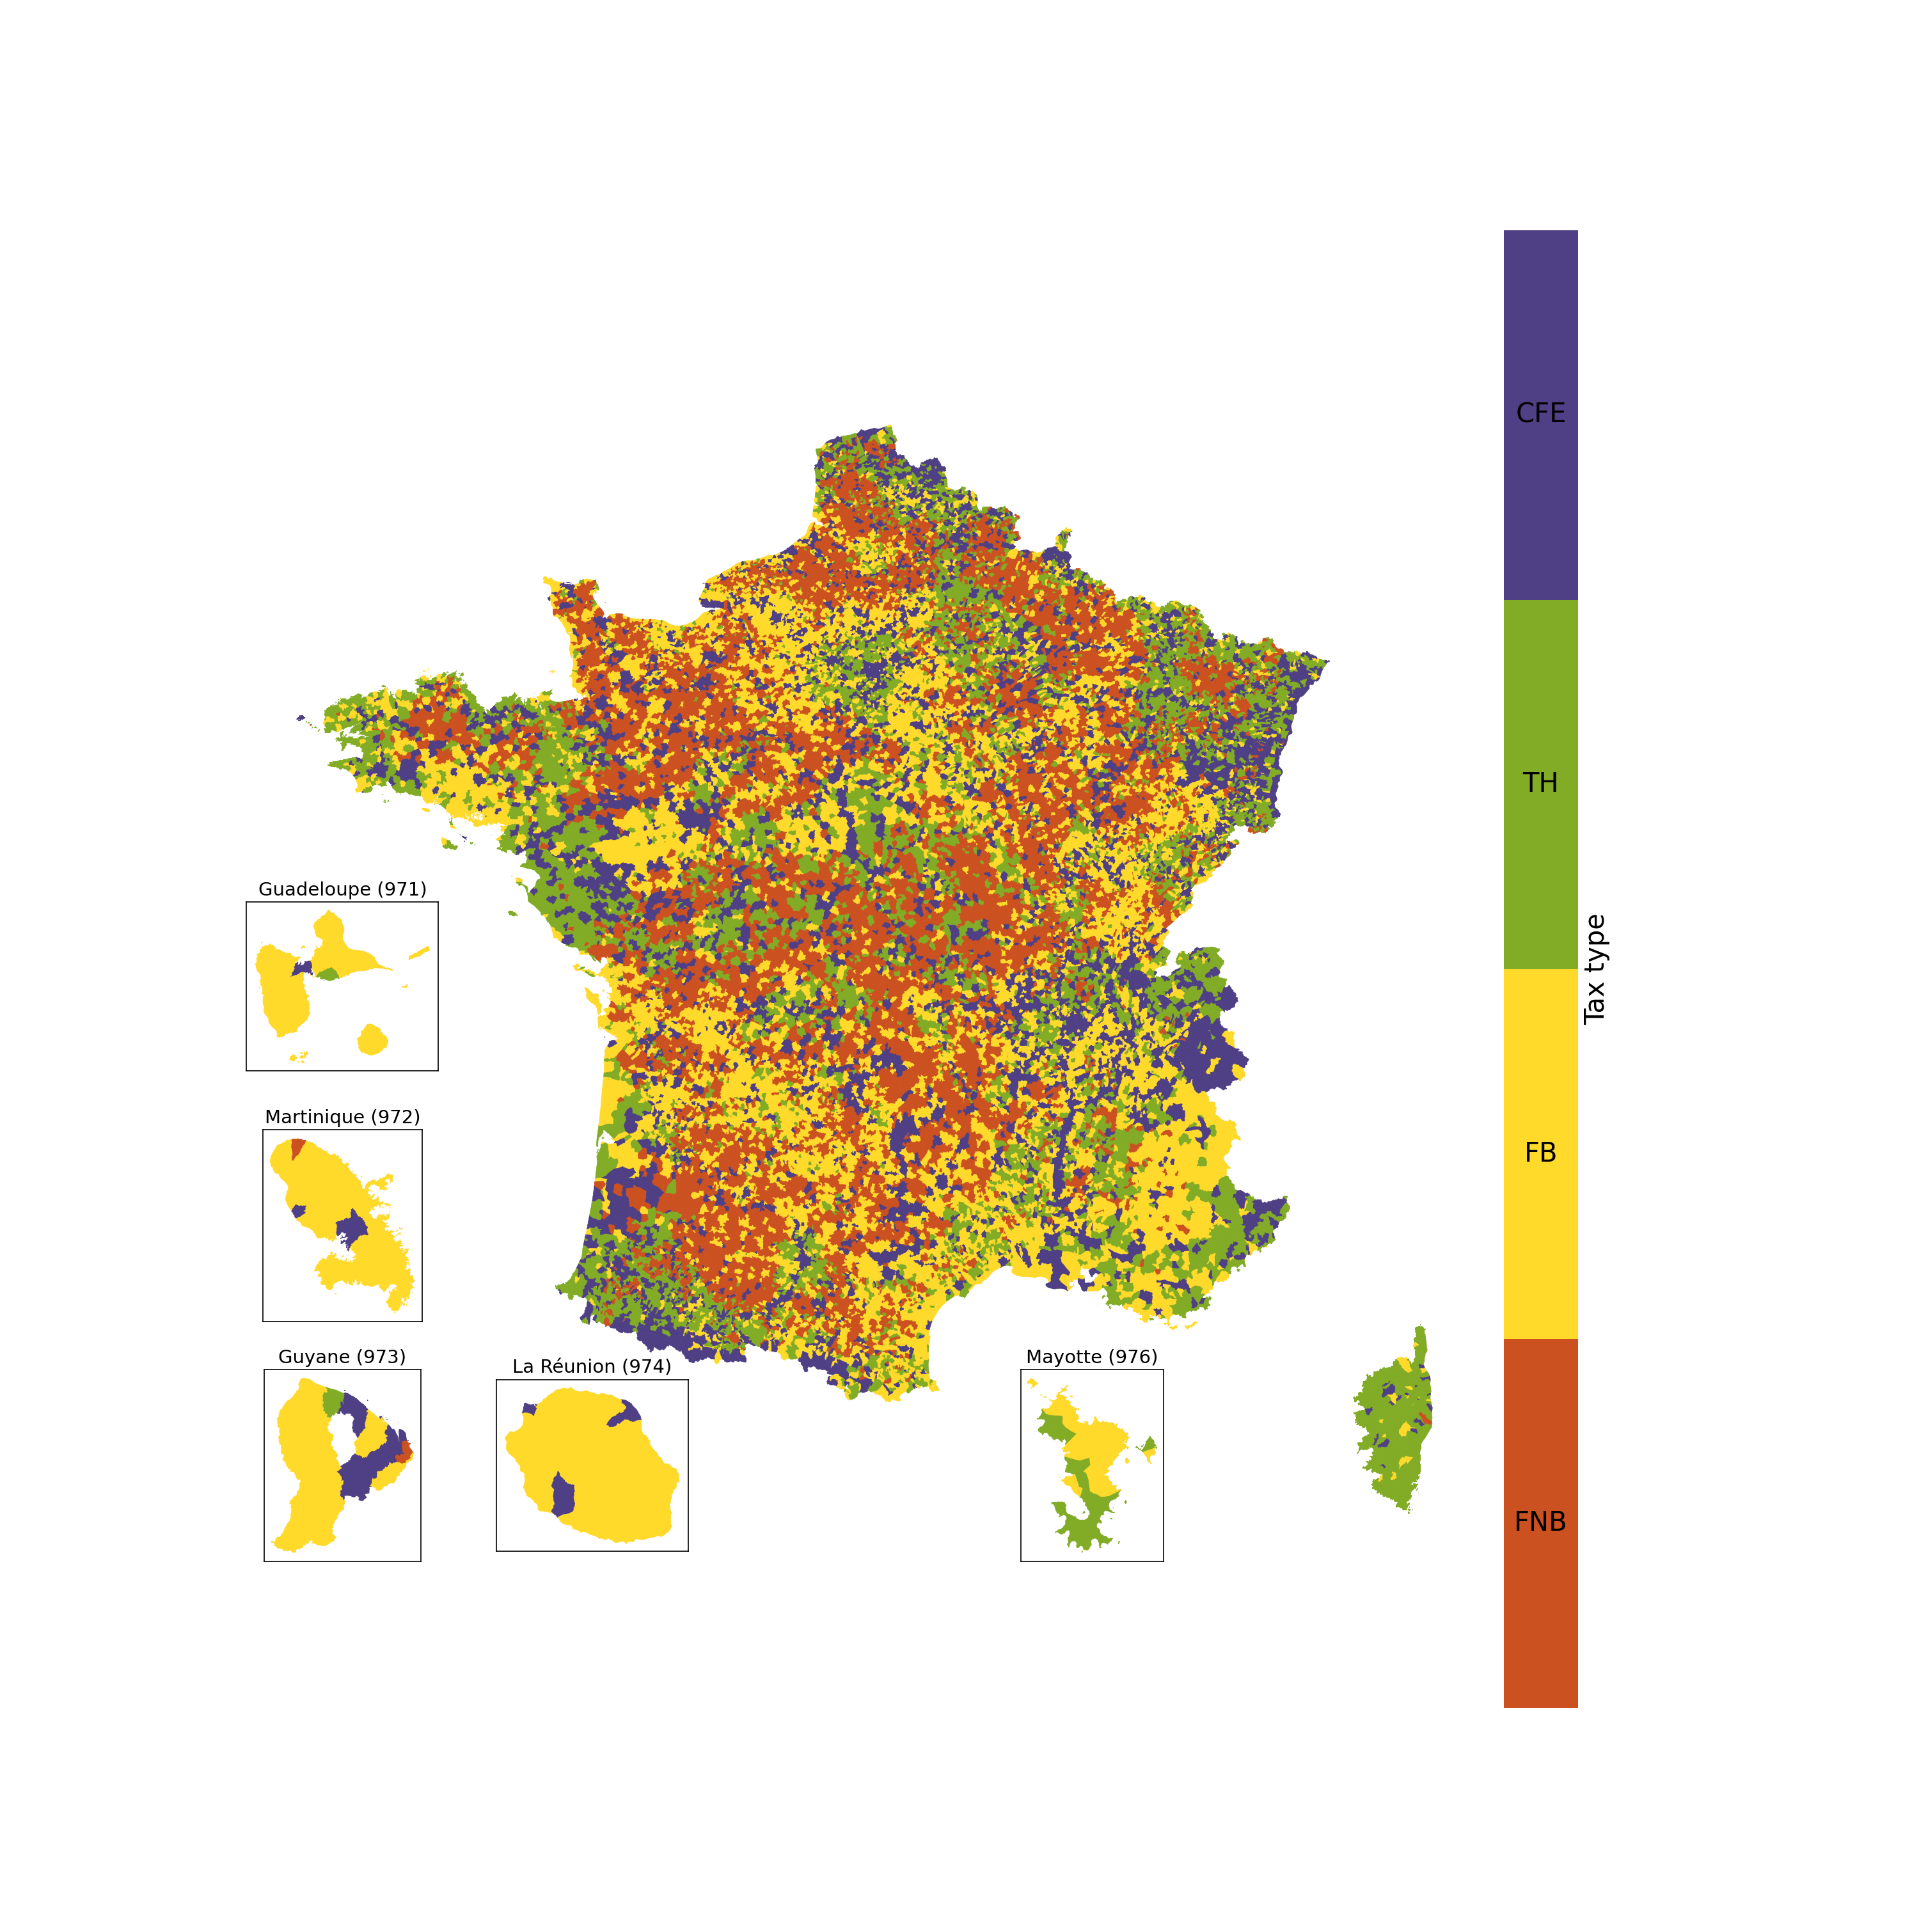 CFE
TH
FB
FNB
Tax type
Guadeloupe (971)
Martinique (972)
Guyane (973)
La Réunion (974)
Mayotte (976)